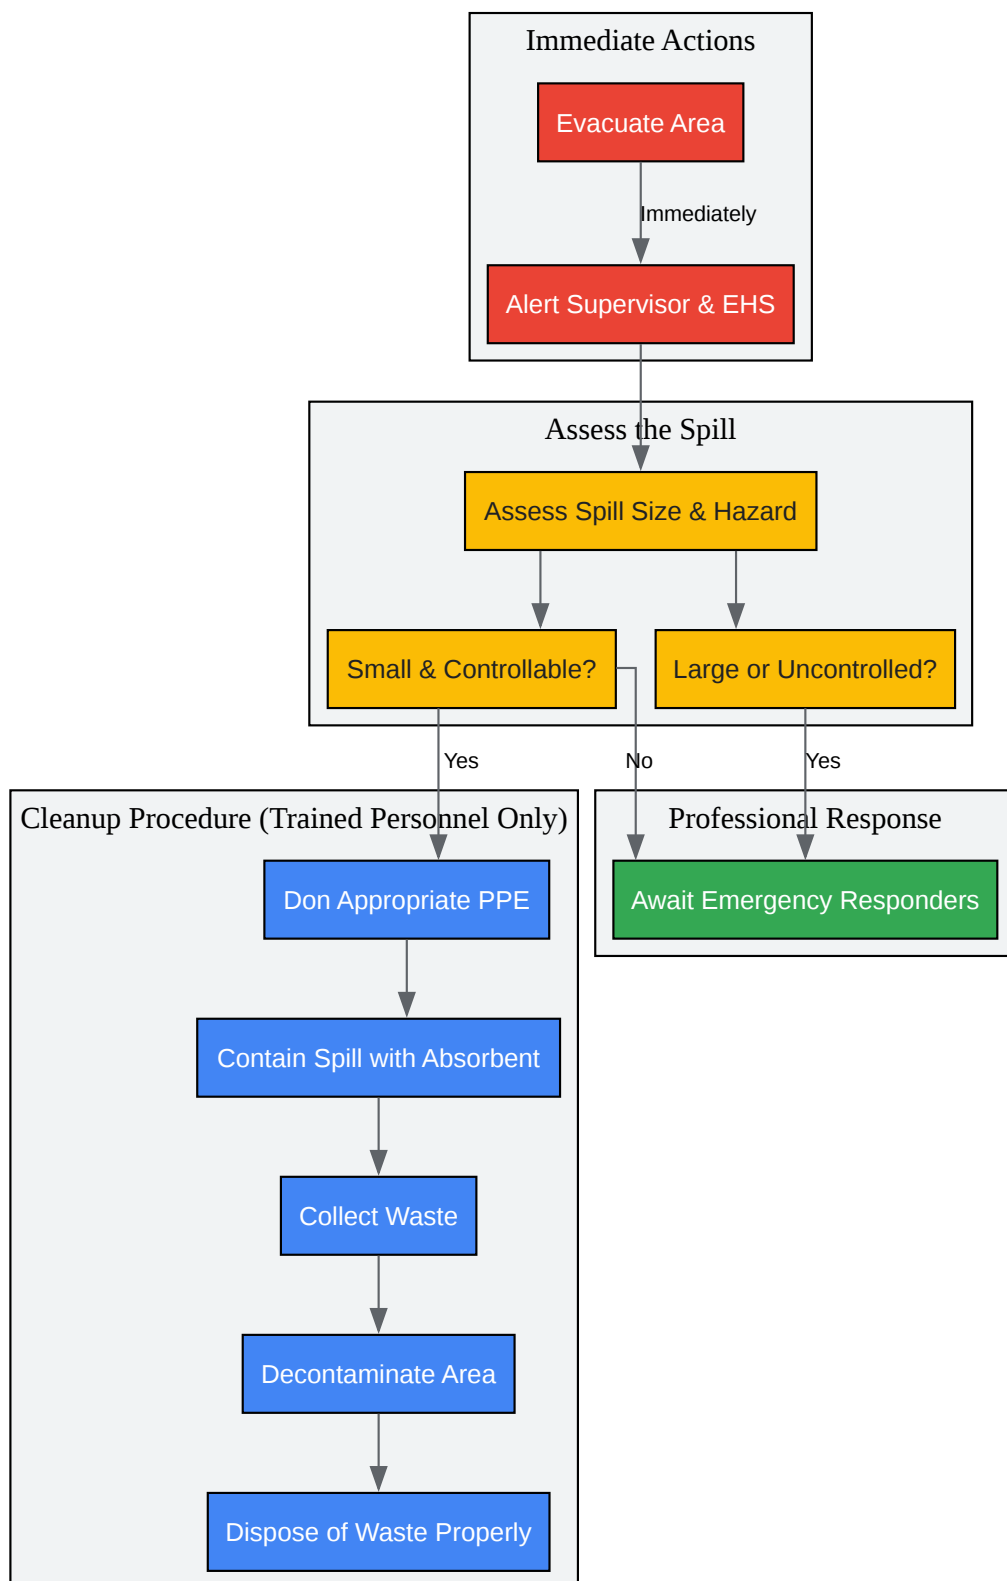 Immediate Actions
Evacuate Area
Immediately
Alert Supervisor & EHS
Assess the Spill
Assess Spill Size & Hazard
Small & Controllable?
Large or Uncontrolled?
Yes
No
Yes
Cleanup Procedure (Trained Personnel Only)
Professional Response
Don Appropriate PPE
Await Emergency Responders
Contain Spill with Absorbent
Collect Waste
Decontaminate Area
Dispose of Waste Properly